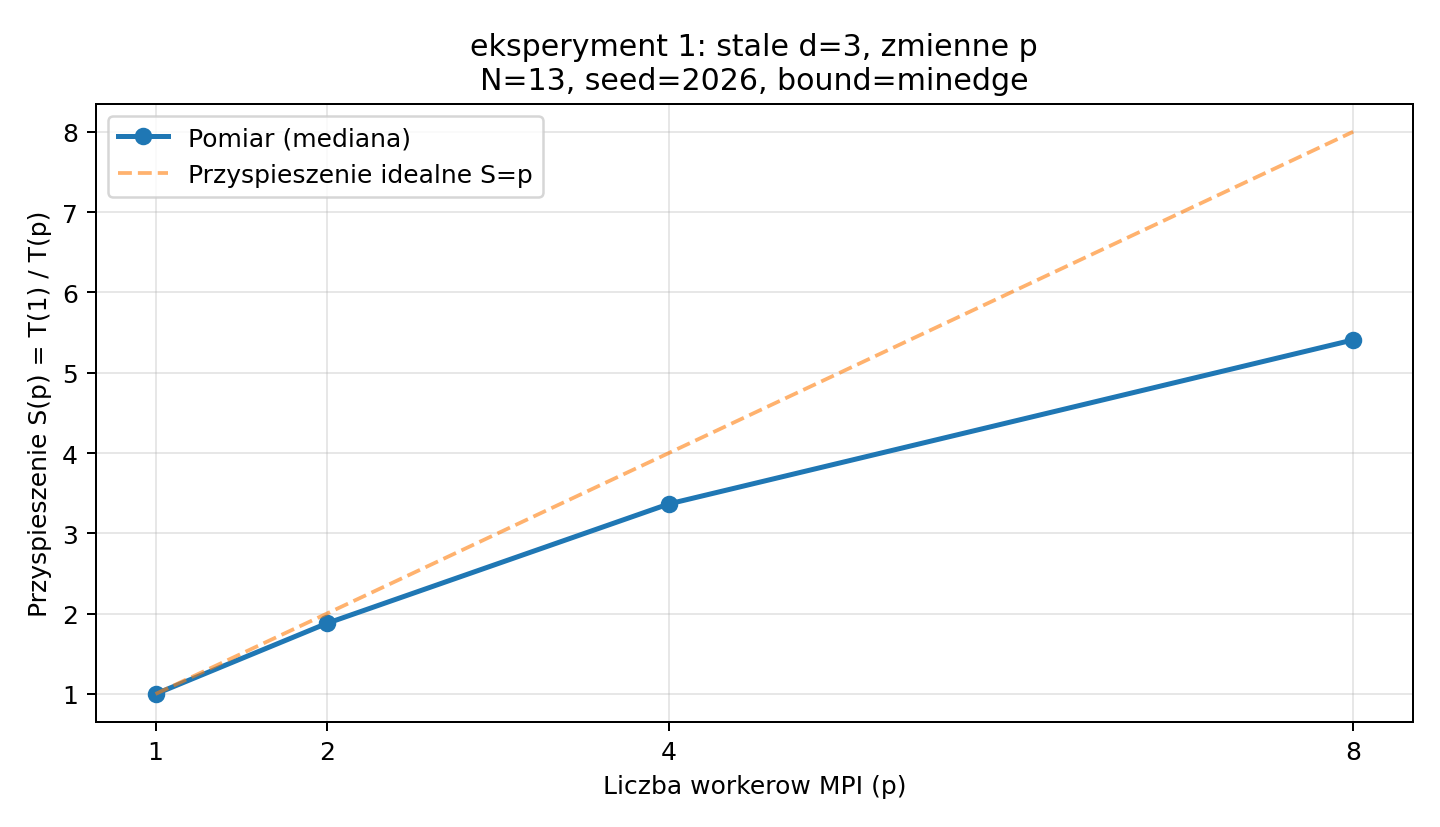 eksperyment 1: stale d=3, zmienne p
N=13, seed=2026, bound=minedge
Pomiar (mediana)
Przyspieszenie idealne S=p
Przyspieszenie S(p) = T(1) / T(p)
8
7
6
5
4
3
2
1
1 2 4 8
Liczba workerow MPI (p)